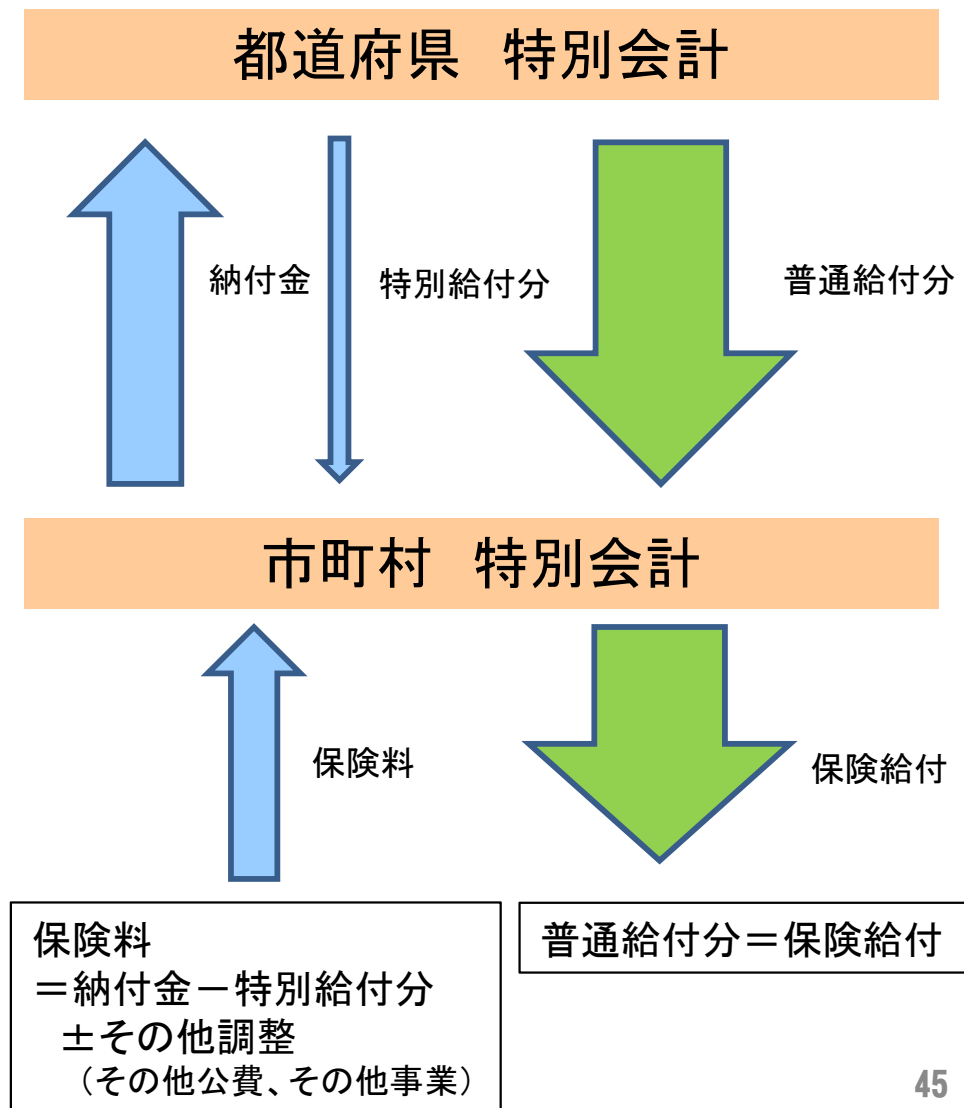 都道府県　特別会計
納付金
特別給付分
普通給付分
市町村　特別会計
保険料
保険給付
保険料
＝納付金－特別給付分
±その他調整
（その他公費、その他事業）
普通給付分＝保険給付
45